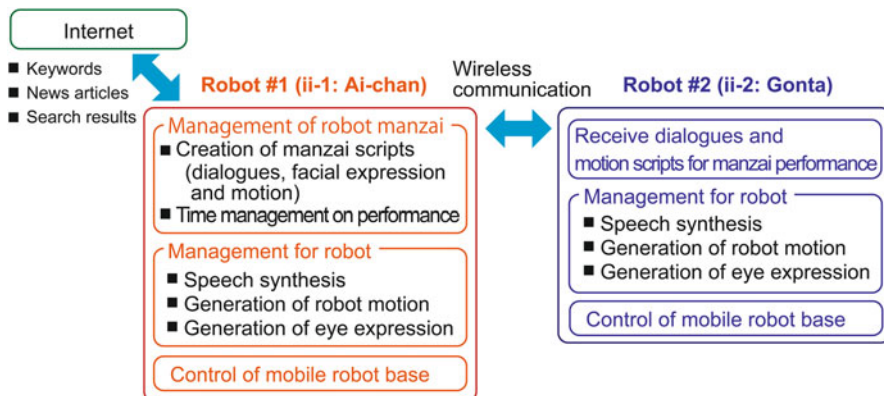 Internet
■ Keywords
■ News articles
■ Search results
Robot #1 (ii-1: Ai-chan)
Management of robot manzai
■ Creation of manzai scripts
(dialogues, facial expression
and motion)
■ Time management on performance
Management for robot
■ Speech synthesis
■ Generation of robot motion
■ Generation of eye expression
Control of mobile robot base
Wireless
communication
Robot #2 (ii-2: Gonta)
Receive dialogues and
motion scripts for manzai performance
Management for robot
■ Speech synthesis
■ Generation of robot motion
■ Generation of eye expression
Control of mobile robot base